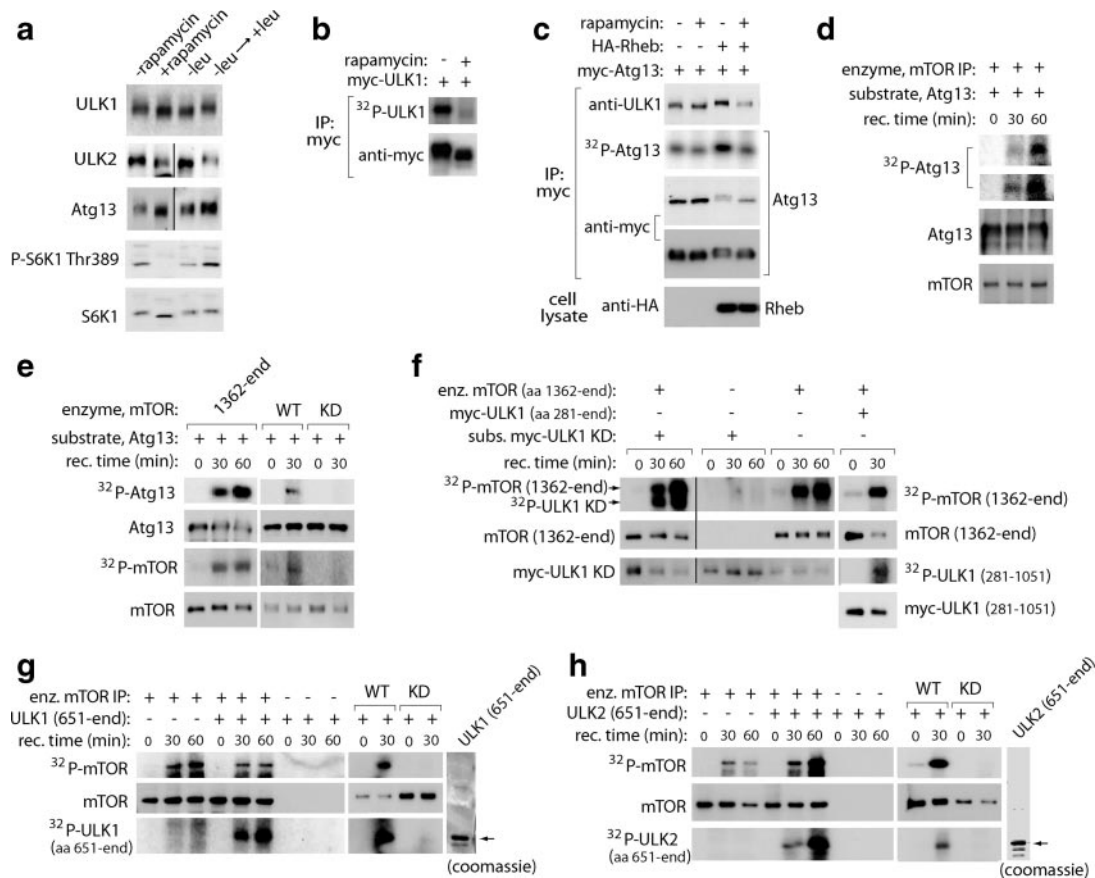 a
-rapamycin
+rapamycin
-leu
-leu → +leu
ULK1
ULK2
Atg13
P-S6K1 Thr389
S6K1
b
rapamycin: - +
myc-ULK1: + +
IP: myc
32P-ULK1
anti-myc
c
rapamycin: - + - +
HA-Rheb: - - + +
myc-Atg13: + + + +
IP: myc
anti-ULK1
32P-Atg13
anti-myc
Atg13
cell lysate
anti-HA
Rheb
d
enzyme, mTOR IP: + + +
substrate, Atg13: + + +
rec. time (min): 0 30 60
32P-Atg13
Atg13
mTOR
e
enzyme, mTOR: 1362-end WT KD
substrate, Atg13: + + + + + + +
rec. time (min): 0 30 60 0 30 0 30
32P-Atg13
Atg13
32P-mTOR
mTOR
f
enz. mTOR (aa 1362-end) + - + +
myc-ULK1 (aa 281-end) - - - +
subs. myc-ULK1 KD: + + - -
rec. time (min): 0 30 60 0 30 60 0 30 60 0 30
32P-mTOR (1362-end)
32P-ULK1 KD
32P-mTOR (1362-end)
mTOR (1362-end)
mTOR (1362-end)
myc-ULK1 KD
32P-ULK1 (281-1051)
myc-ULK1 (281-1051)
g
WT KD
enz. mTOR IP: + + + + + + - - -
ULK1 (651-end): - - - + + + + + + + + + +
rec. time (min): 0 30 60 0 30 60 0 30 60 0 30 0 30
32P-mTOR
mTOR
32P-ULK1
(aa 651-end)
ULK1 (651-end)
(coomassie)
h
WT KD
enz. mTOR IP: + + + + + + - - -
ULK2 (651-end): - - - + + + + + + + + + +
rec. time (min): 0 30 60 0 30 60 0 30 60 0 30 0 30
32P-mTOR
mTOR
32P-ULK2
(aa 651-end)
ULK2 (651-end)
(coomassie)